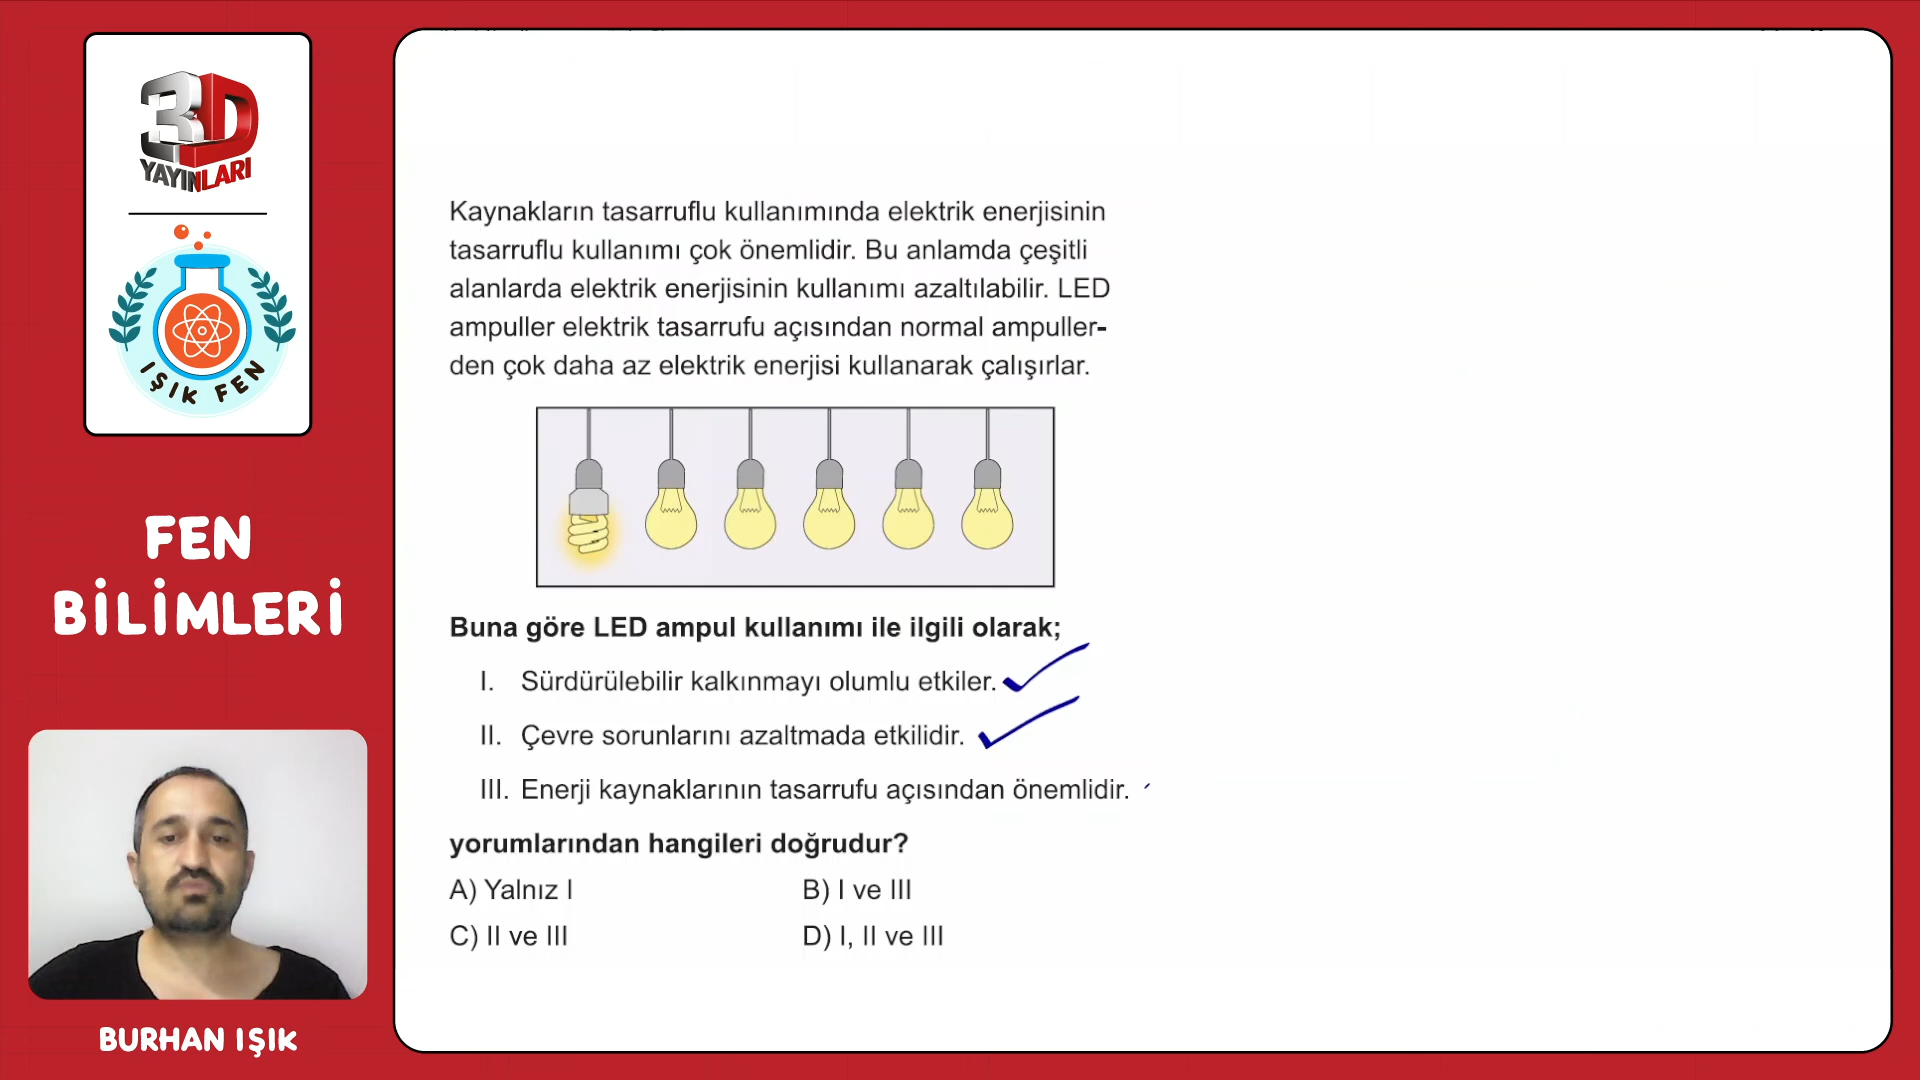 3D
YAYINLARI
IŞIK FEN
FEN
BİLİMLERİ
BURHAN IŞIK
Kaynakların tasarruflu kullanımında elektrik enerjisinin
tasarruflu kullanımı çok önemlidir. Bu anlamda çeşitli
alanlarda elektrik enerjisinin kullanımı azaltılabilir. LED
ampuller elektrik tasarrufu açısından normal ampuller-
den çok daha az elektrik enerjisi kullanarak çalışırlar.
Buna göre LED ampul kullanımı ile ilgili olarak;
I. Sürdürülebilir kalkınmayı olumlu etkiler.
II. Çevre sorunlarını azaltmada etkilidir.
III. Enerji kaynaklarının tasarrufu açısından önemlidir.
yorumlarından hangileri doğrudur?
A) Yalnız I
B) I ve III
C) II ve III
D) I, II ve III